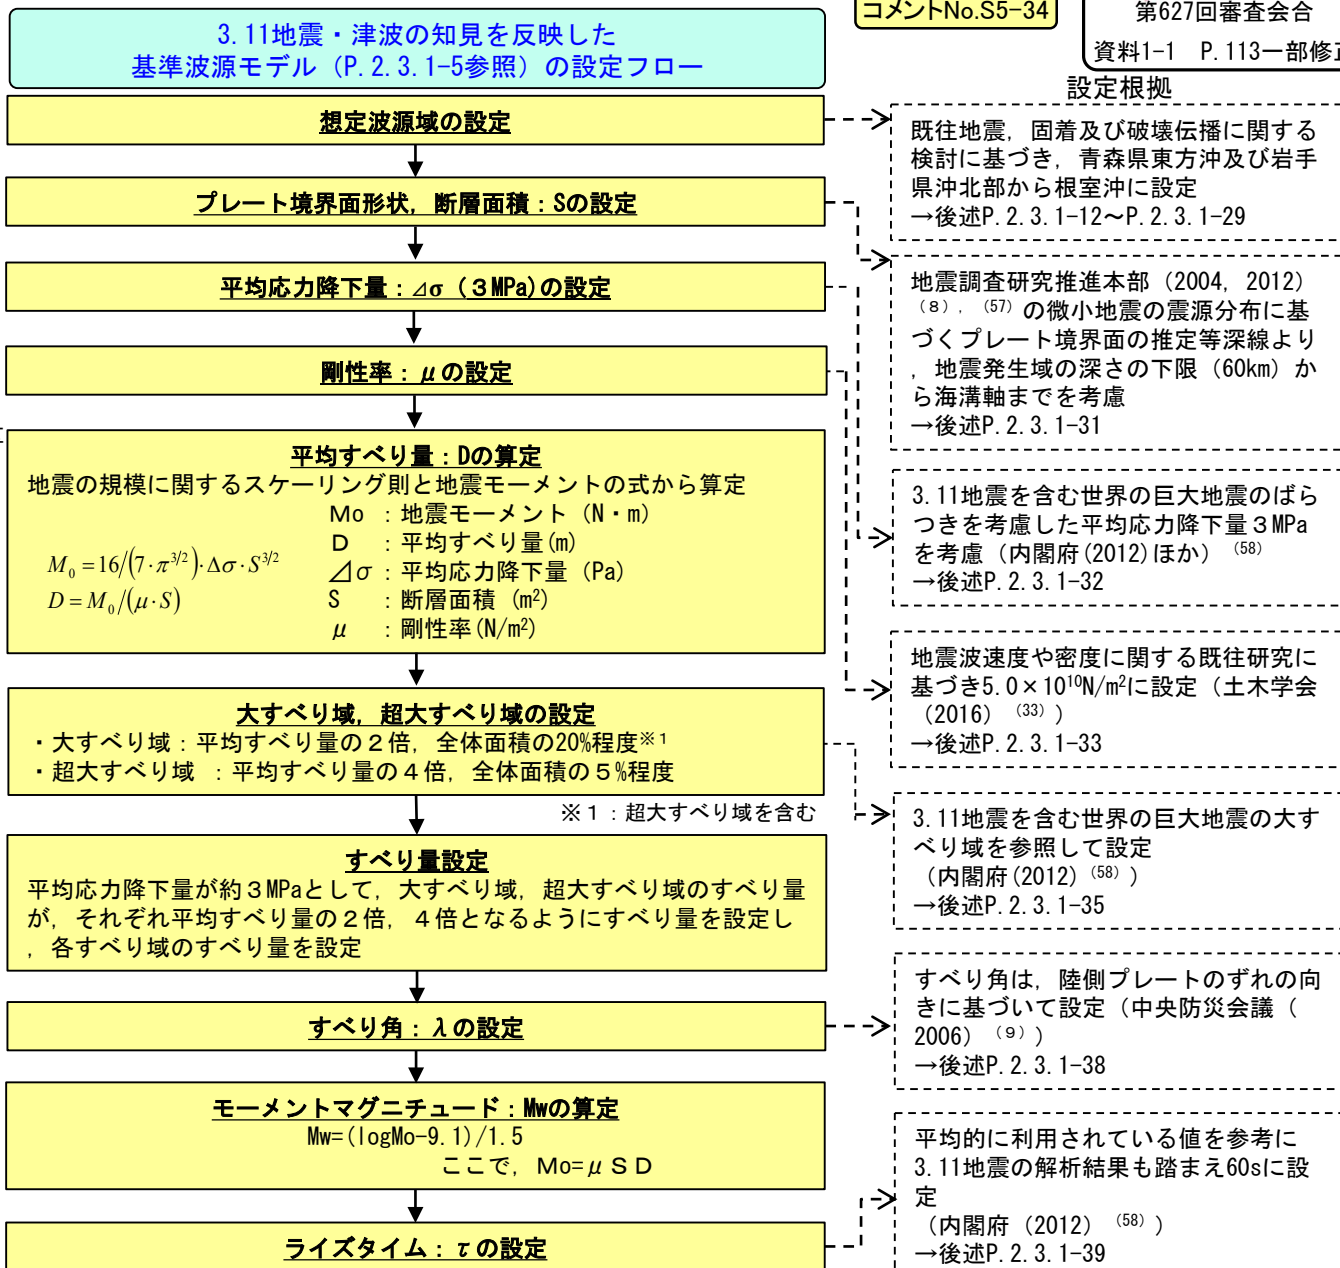 コメントNo.S5-34
第627回審査会合
資料1-1　P.113一部修正
3.11地震・津波の知見を反映した
基準波源モデル（P.2.3.1-5参照）の設定フロー
設定根拠
想定波源域の設定
プレート境界面形状，断層面積：Sの設定
平均応力降下量：⊿σ（３MPa)の設定
剛性率：μの設定
平均すべり量：Dの算定
地震の規模に関するスケーリング則と地震モーメントの式から算定
Mo ：地震モーメント（N・m）
D ：平均すべり量(m)
⊿σ：平均応力降下量（Pa）
S ：断層面積（m²）
μ ：剛性率(N/m²)
M₀ = 16/(7·π^{3/2})·Δσ·S^{3/2}
D = M₀/(μ·S)
大すべり域，超大すべり域の設定
・大すべり域：平均すべり量の２倍，全体面積の20%程度※1
・超大すべり域 ：平均すべり量の４倍，全体面積の５%程度
※１：超大すべり域を含む
すべり量設定
平均応力降下量が約３MPaとして，大すべり域，超大すべり域のすべり量
が，それぞれ平均すべり量の２倍，４倍となるようにすべり量を設定し
，各すべり域のすべり量を設定
すべり角：λの設定
モーメントマグニチュード：Mwの算定
Mw=(logMo-9.1)/1.5
ここで，Mo=μSD
ライズタイム：τの設定
既往地震，固着及び破壊伝播に関する
検討に基づき，青森県東方沖及び岩手
県沖北部から根室沖に設定
→後述P.2.3.1-12～P.2.3.1-29
地震調査研究推進本部（2004，2012）
（8），（57）の微小地震の震源分布に基
づくプレート境界面の推定等深線より
，地震発生域の深さの下限（60km）か
ら海溝軸までを考慮
→後述P.2.3.1-31
3.11地震を含む世界の巨大地震のばら
つきを考慮した平均応力降下量３MPa
を考慮（内閣府(2012)ほか）（58）
→後述P.2.3.1-32
地震波速度や密度に関する既往研究に
基づき5.0×10¹⁰N/m²に設定（土木学会
（2016）（33））
→後述P.2.3.1-33
3.11地震を含む世界の巨大地震の大す
べり域を参照して設定
（内閣府(2012)（58））
→後述P.2.3.1-35
すべり角は，陸側プレートのずれの向
きに基づいて設定（中央防災会議（
2006）（9））
→後述P.2.3.1-38
平均的に利用されている値を参考に
3.11地震の解析結果も踏まえ60sに設
定
（内閣府（2012）（58））
→後述P.2.3.1-39